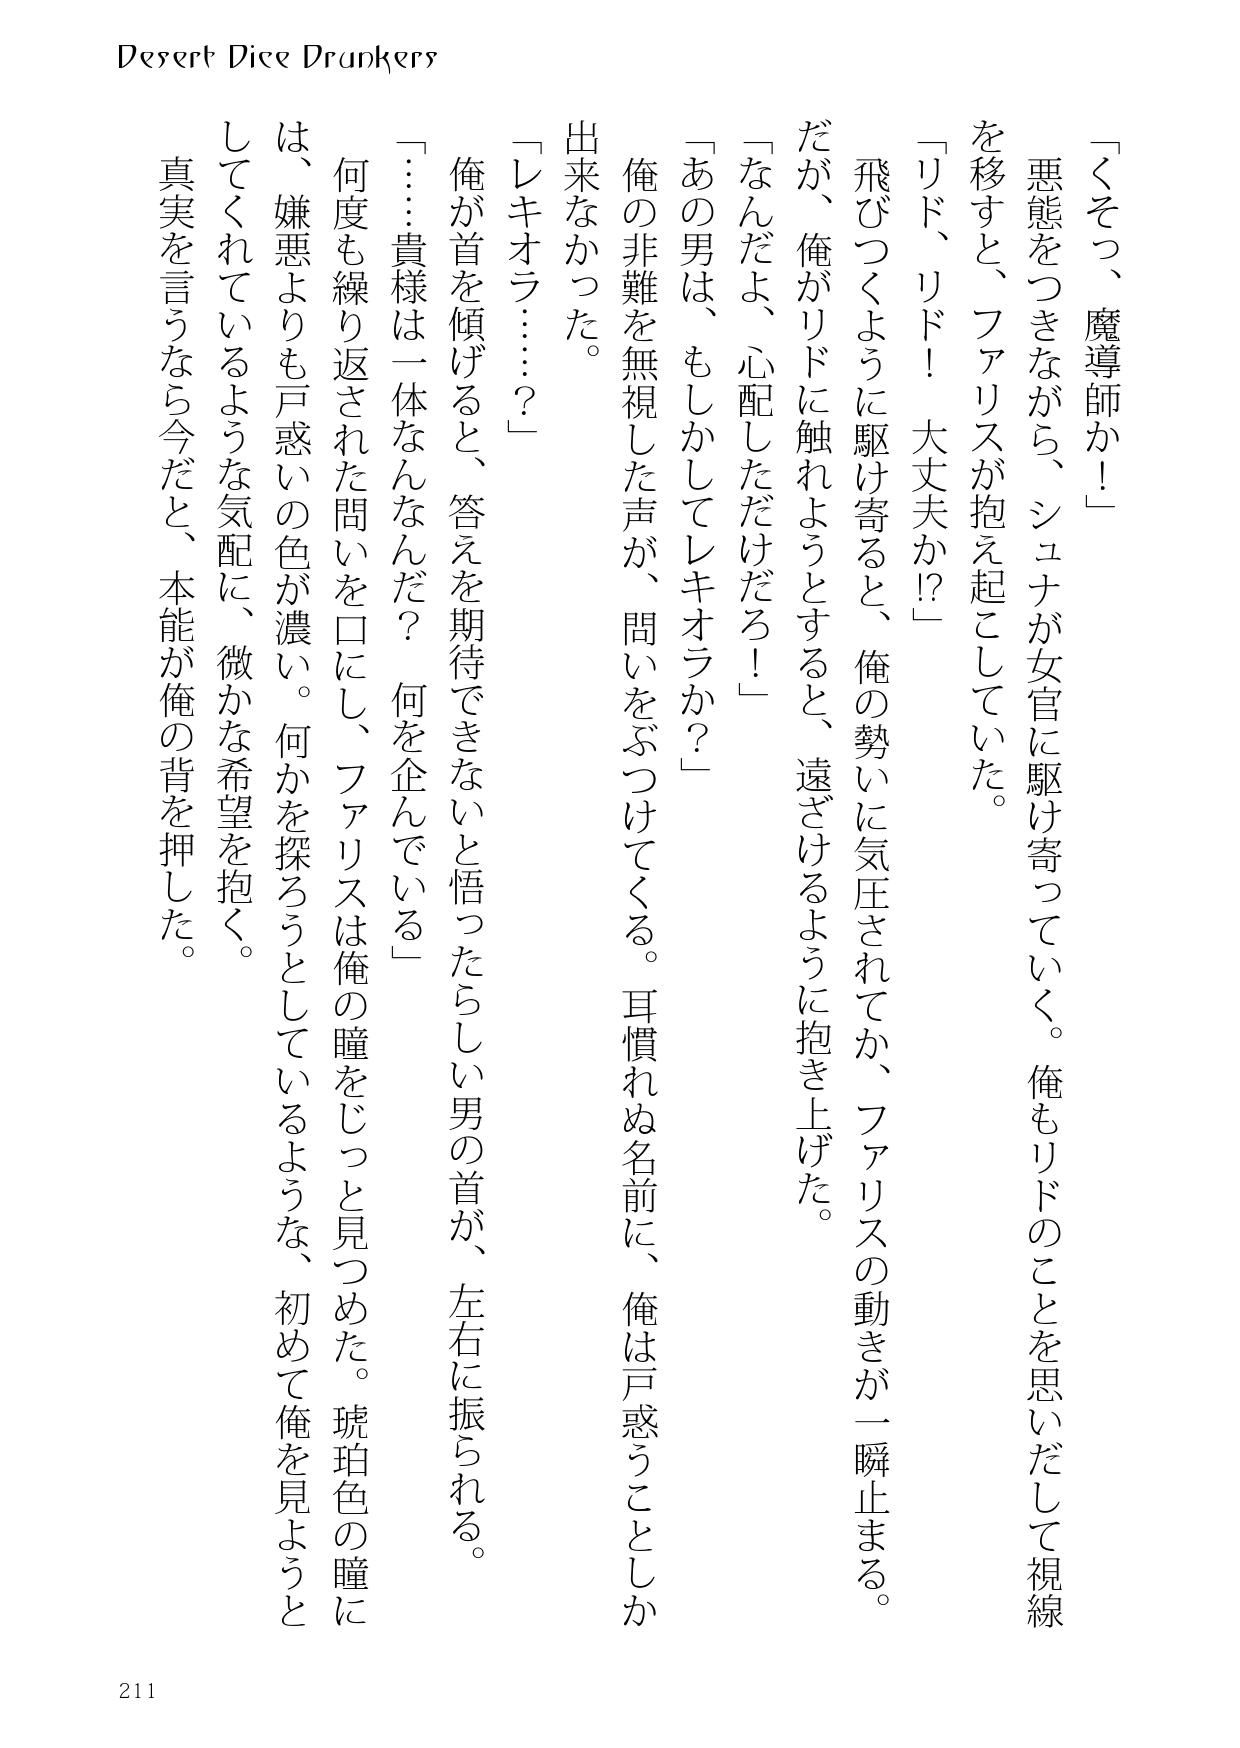 Desert Dice Drunkers
「くそっ、魔導師か！」
悪態をつきながら、シュナが女官に駆け寄っていく。俺もリドのことを思いだして視線
を移すと、ファリスが抱え起こしていた。
「リド、リド！　大丈夫か!?」
飛びつくように駆け寄ると、俺の勢いに気圧されてか、ファリスの動きが一瞬止まる。
だが、俺がリドに触れようとすると、遠ざけるように抱き上げた。
「なんだよ、心配しただけだろ！」
「あの男は、もしかしてレキオラか？」
俺の非難を無視した声が、問いをぶつけてくる。耳慣れぬ名前に、俺は戸惑うことしか
出来なかった。
「レキオラ……？」
俺が首を傾げると、答えを期待できないと悟ったらしい男の首が、左右に振られる。
「……貴様は一体なんなんだ？　何を企んでいる」
何度も繰り返された問いを口にし、ファリスは俺の瞳をじっと見つめた。琥珀色の瞳に
は、嫌悪よりも戸惑いの色が濃い。何かを探ろうとしているような、初めて俺を見ようと
してくれているような気配に、微かな希望を抱く。
真実を言うなら今だと、本能が俺の背を押した。
211